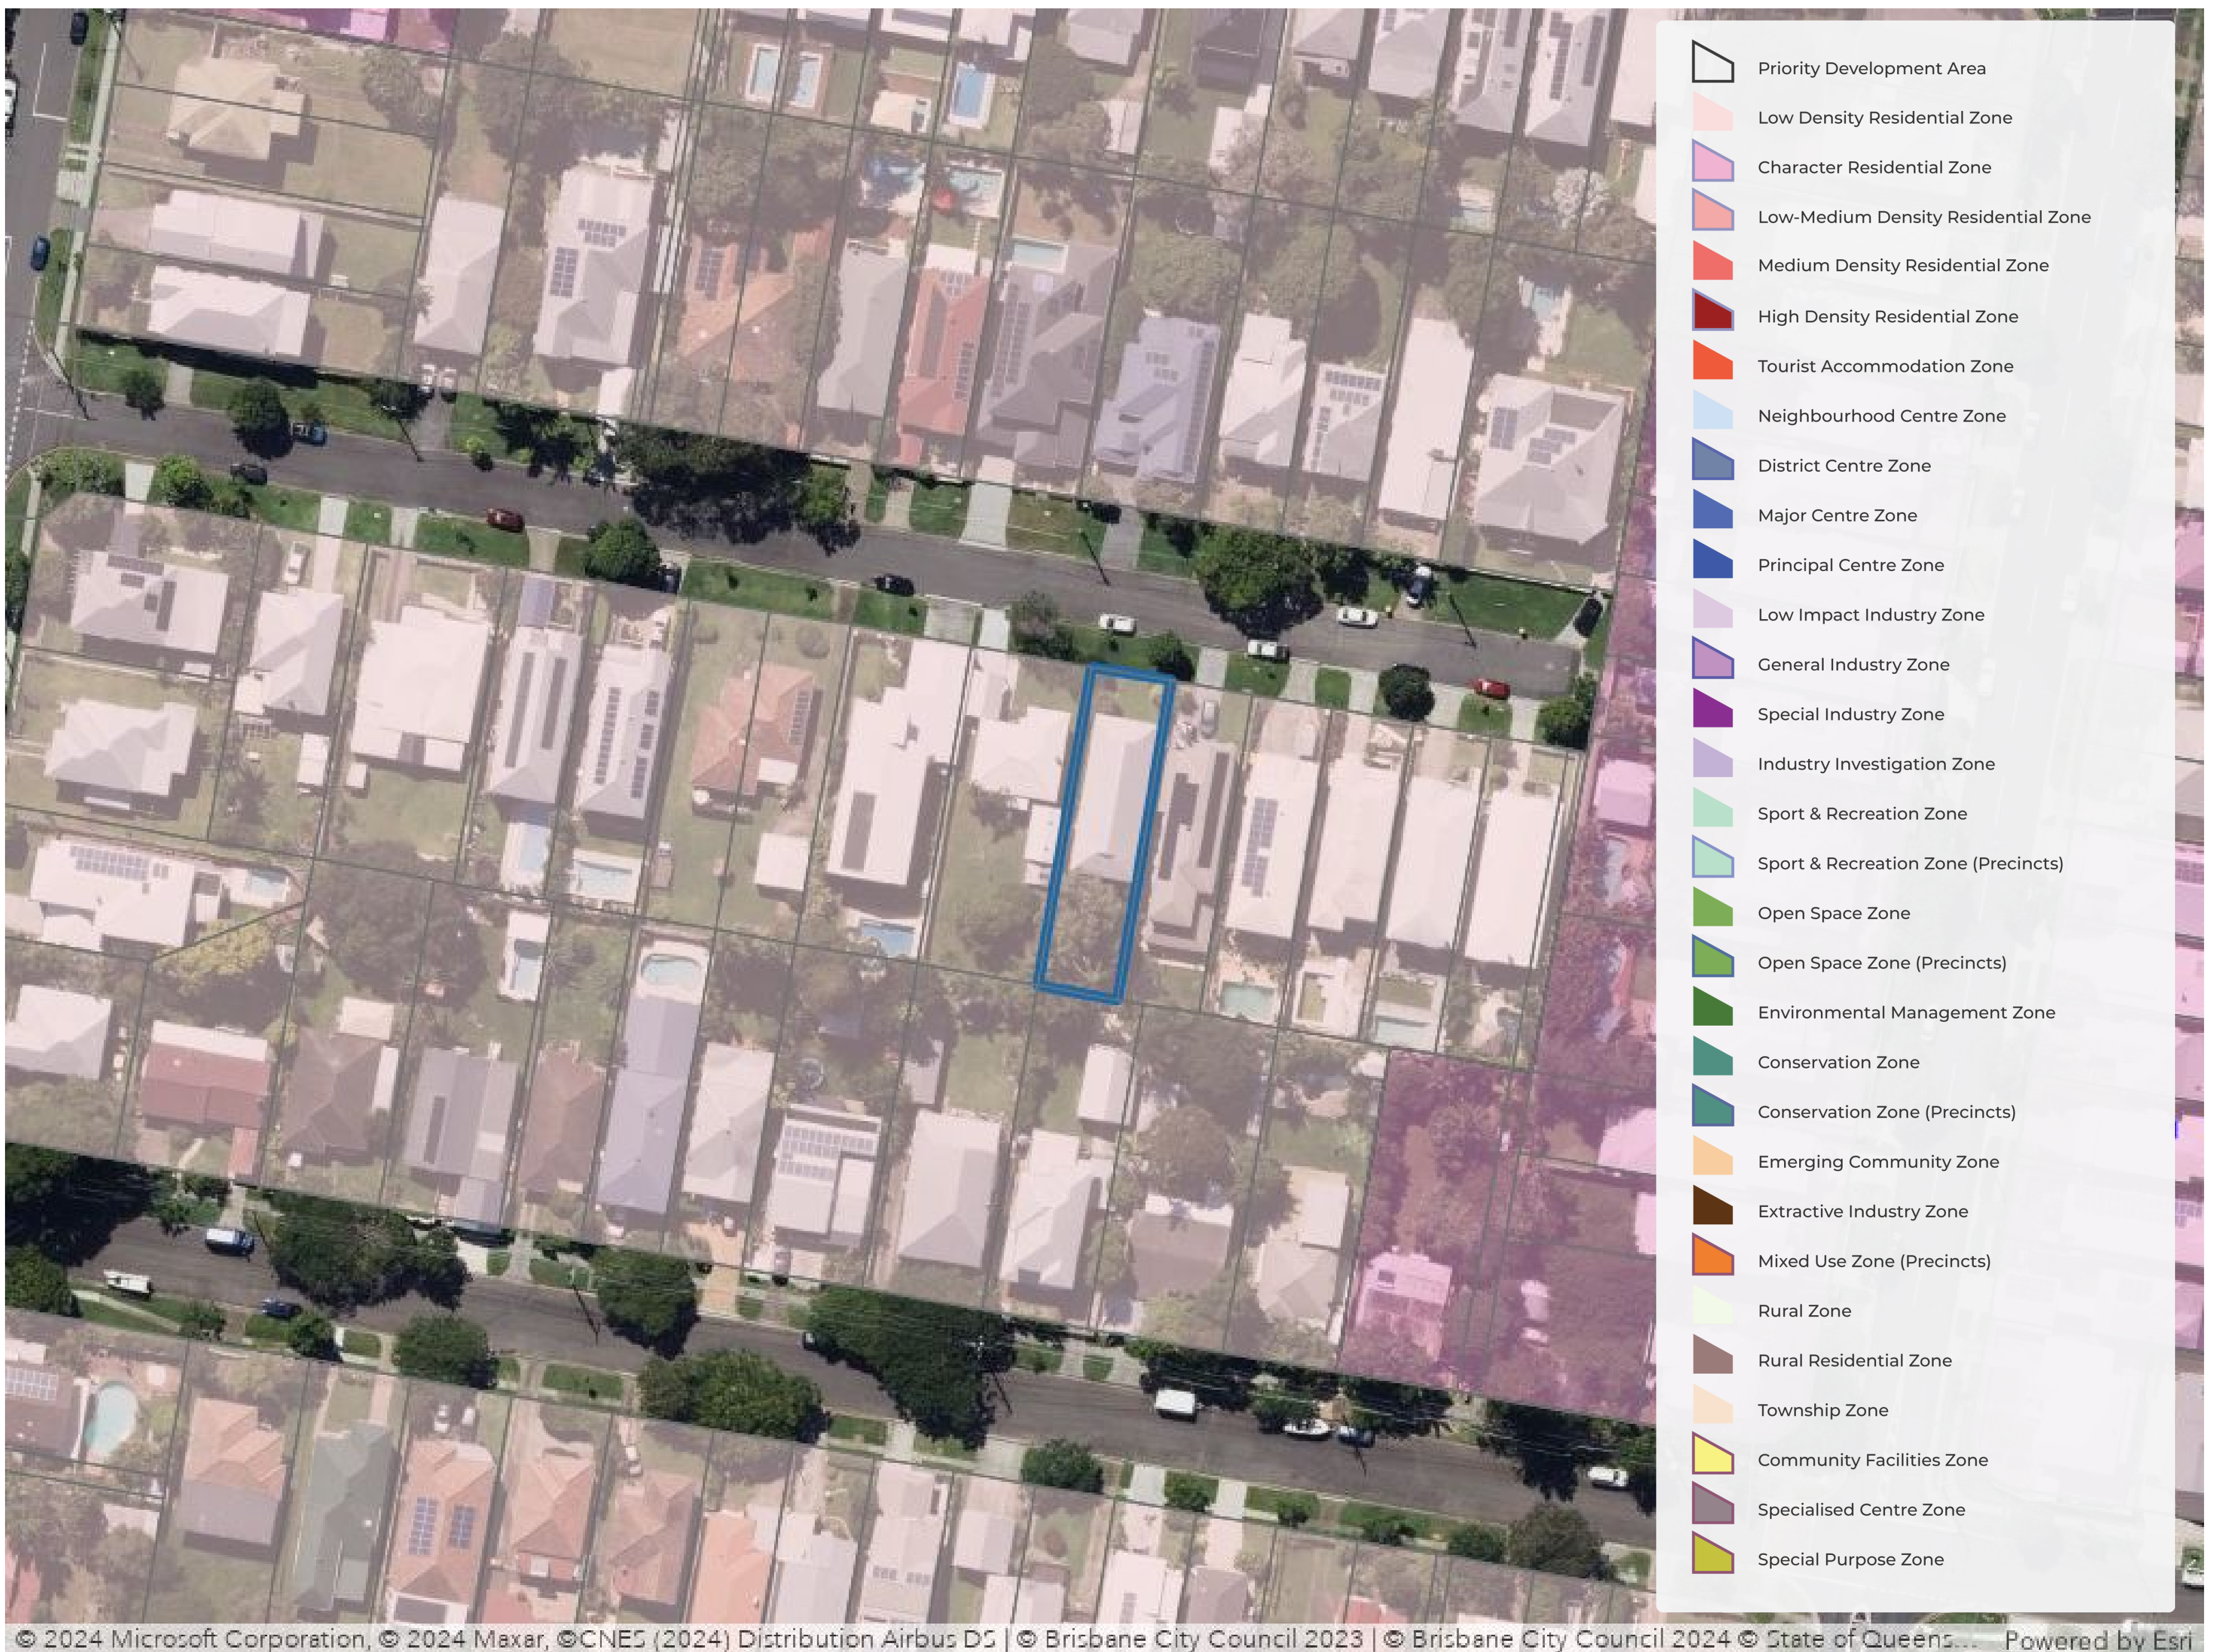 Priority Development Area
Low Density Residential Zone
Character Residential Zone
Low-Medium Density Residential Zone
Medium Density Residential Zone
High Density Residential Zone
Tourist Accommodation Zone
Neighbourhood Centre Zone
District Centre Zone
Major Centre Zone
Principal Centre Zone
Low Impact Industry Zone
General Industry Zone
Special Industry Zone
Industry Investigation Zone
Sport & Recreation Zone
Sport & Recreation Zone (Precincts)
Open Space Zone
Open Space Zone (Precincts)
Environmental Management Zone
Conservation Zone
Conservation Zone (Precincts)
Emerging Community Zone
Extractive Industry Zone
Mixed Use Zone (Precincts)
Rural Zone
Rural Residential Zone
Township Zone
Community Facilities Zone
Specialised Centre Zone
Special Purpose Zone
© 2024 Microsoft Corporation, © 2024 Maxar, ©CNES (2024) Distribution Airbus DS | © Brisbane City Council 2023 | © Brisbane City Council 2024 © State of Queens... Powered by Esri